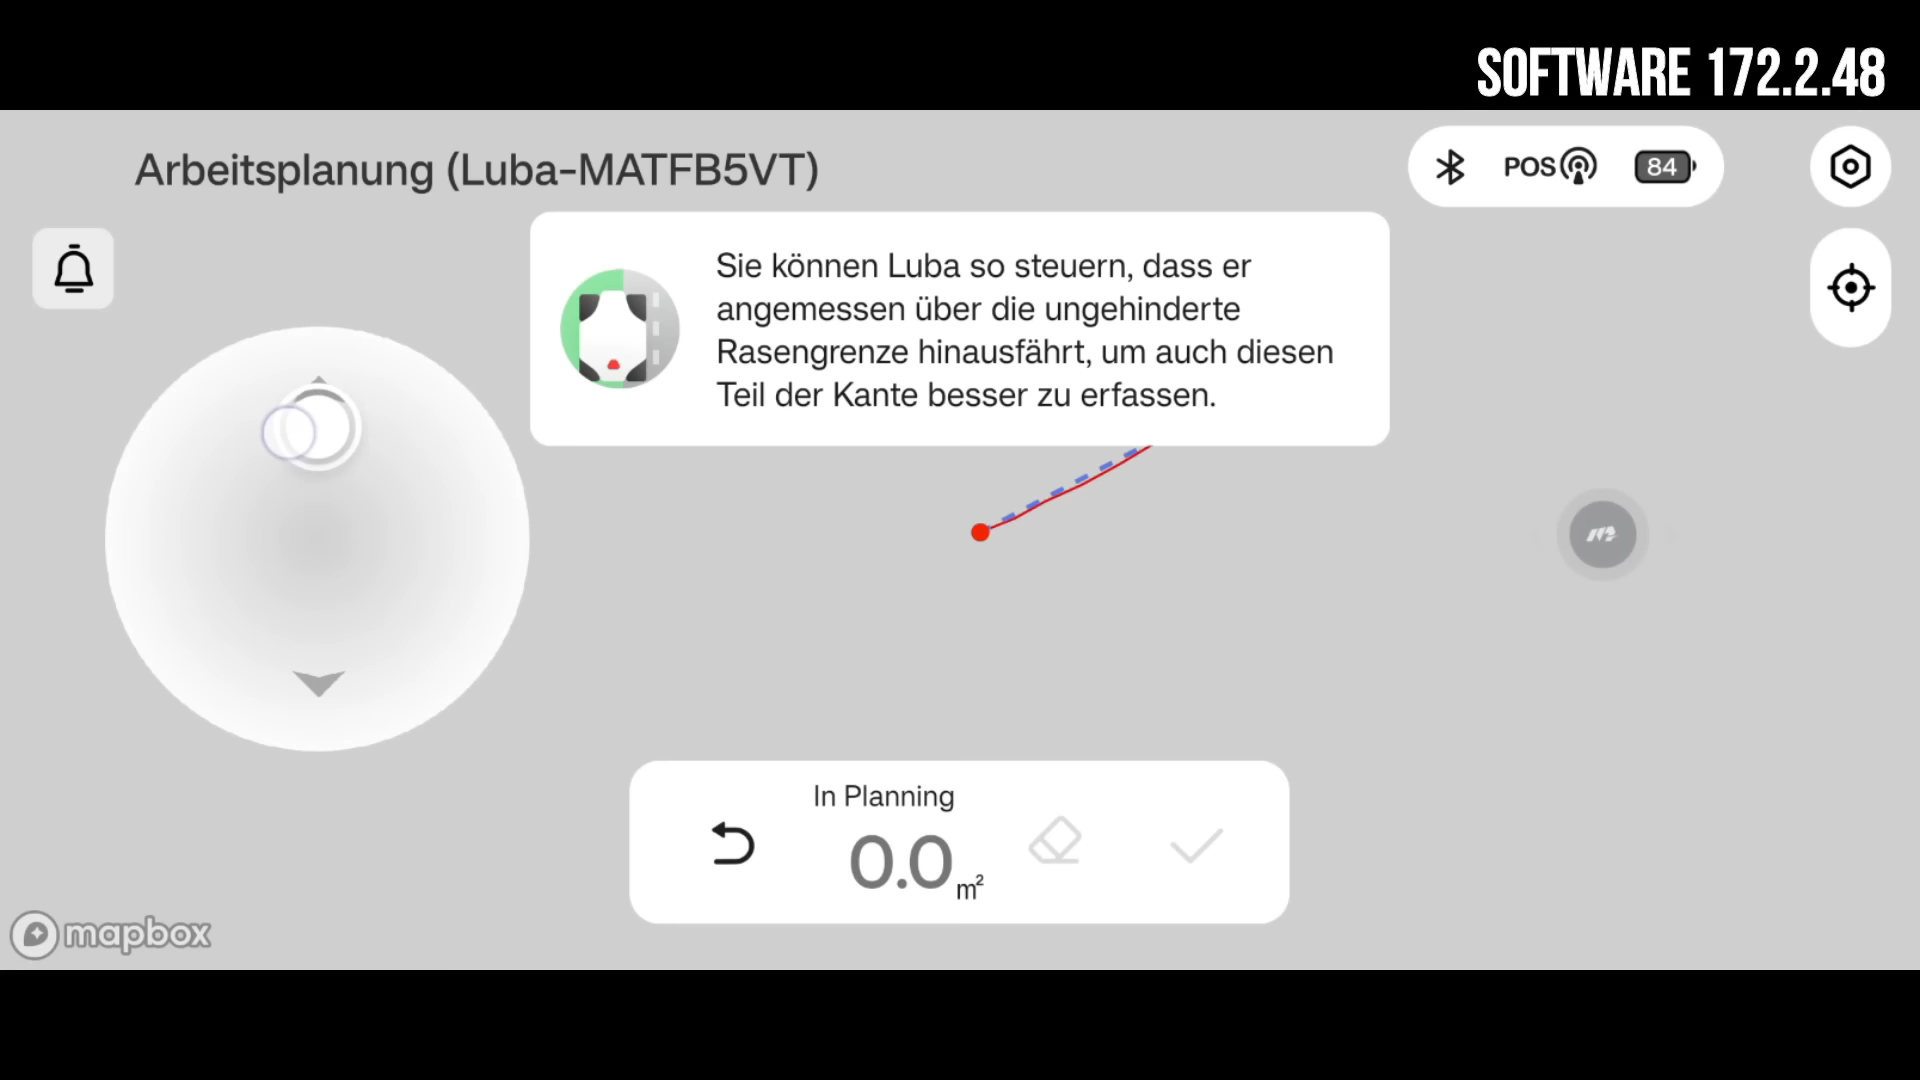 SOFTWARE 172.2.48
Arbeitsplanung (Luba-MATFB5VT)
POS
84
Sie können Luba so steuern, dass er
angemessen über die ungehinderte
Rasengrenze hinausfährt, um auch diesen
Teil der Kante besser zu erfassen.
In Planning
0.0 m²
mapbox